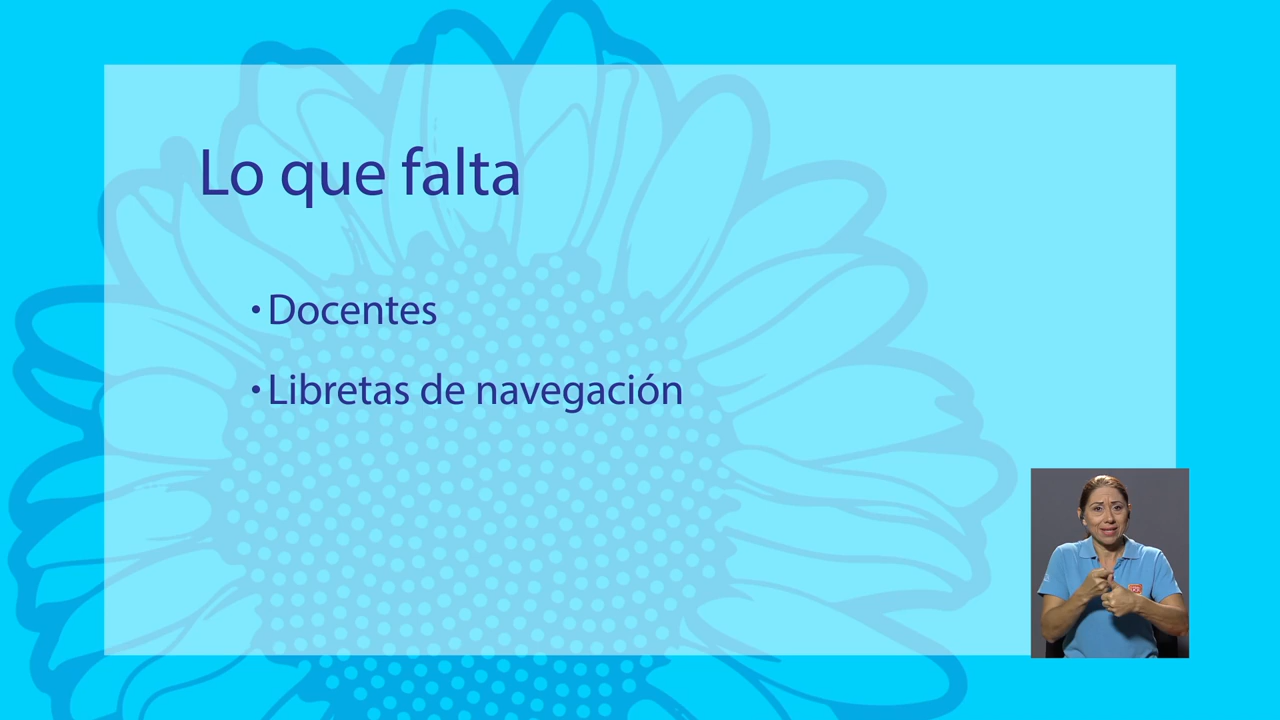 Lo que falta
• Docentes
• Libretas de navegación